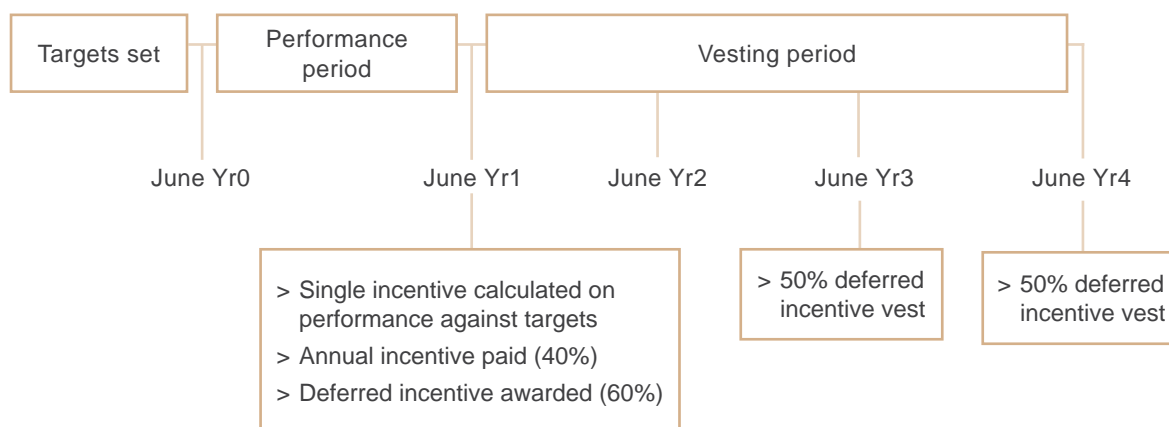 Targets set
Performance
period
Vesting period
June Yr0
June Yr1
June Yr2
June Yr3
June Yr4
> Single incentive calculated on
performance against targets
> Annual incentive paid (40%)
> Deferred incentive awarded (60%)
> 50% deferred
incentive vest
> 50% deferred
incentive vest